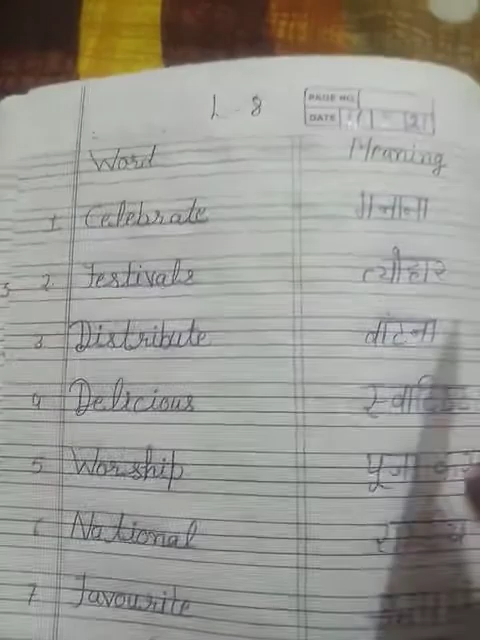 L - 8
PAGE NO.
DATE
Word Meaning
1 Celebrate मनाना
2. Festivals त्यौहार
3 Distribute बांटना
4 Delicious स्वादिष्ट
5 Worship पूजा
6 National
7 Favourite